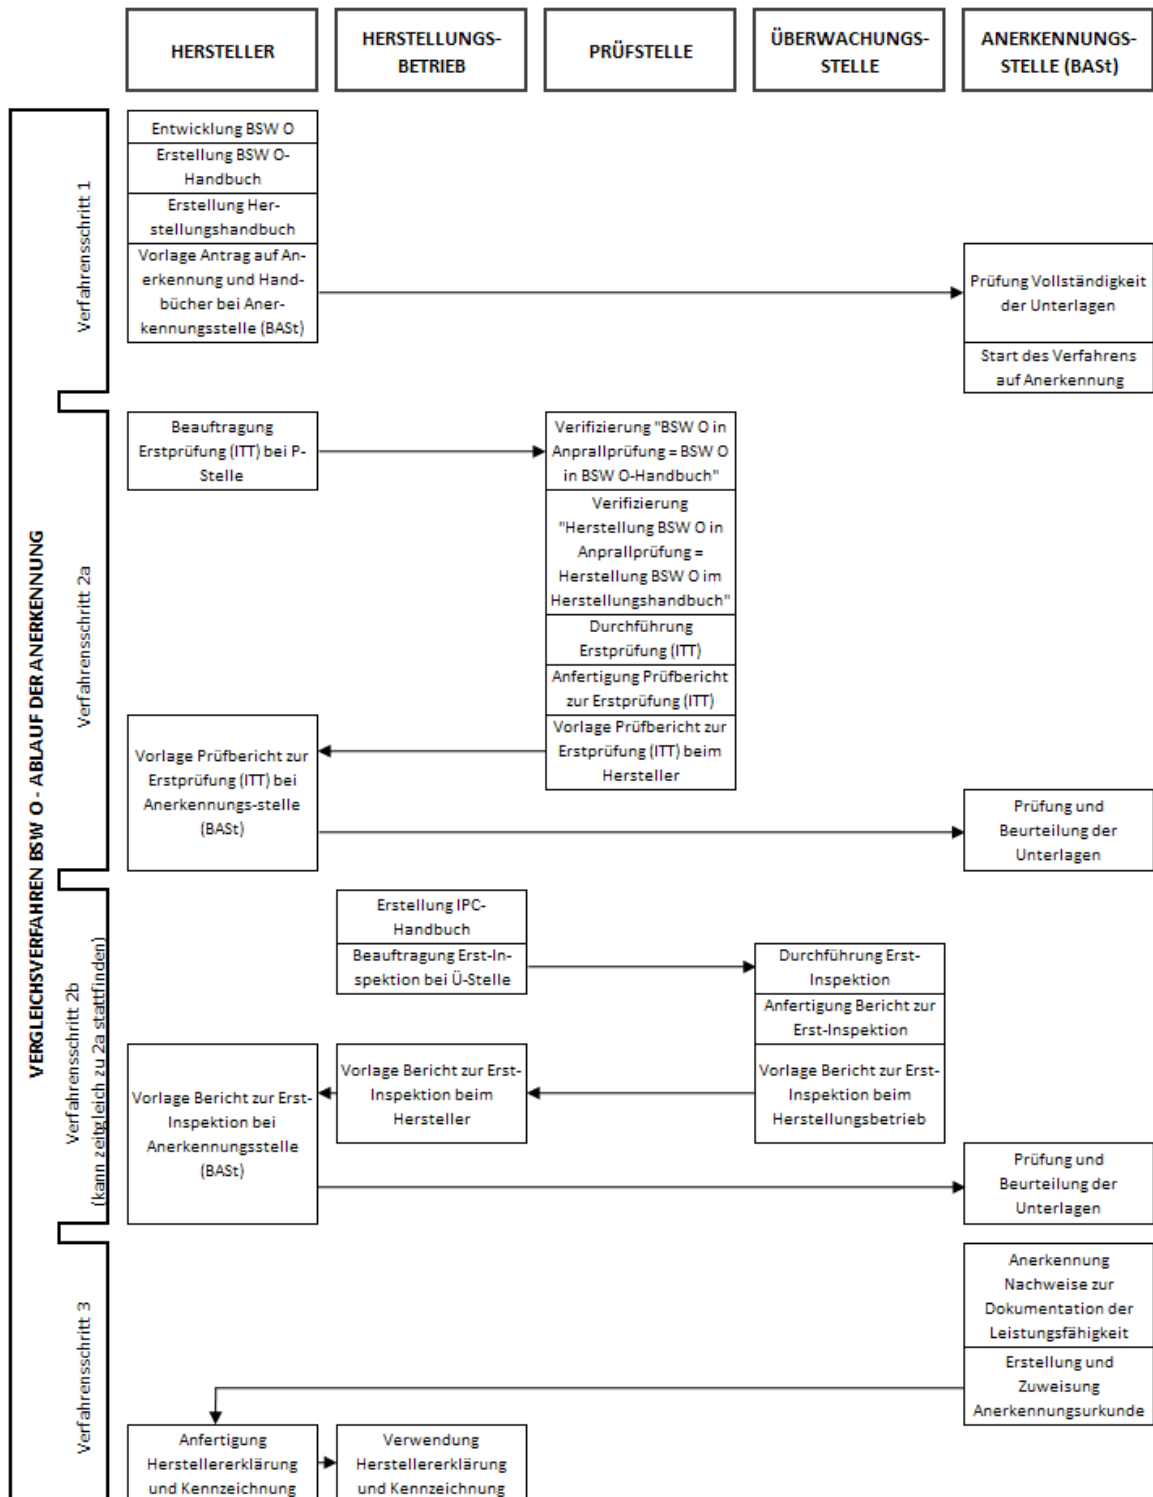 HERSTELLER
HERSTELLUNGS-
BETRIEB
PRÜFSTELLE
ÜBERWACHUNGS-
STELLE
ANERKENNUNGS-
STELLE (BASt)
VERGLEICHSVERFAHREN BSW O - ABLAUF DER ANERKENNUNG
Verfahrensschritt 1
Entwicklung BSW O
Erstellung BSW O-
Handbuch
Erstellung Her-
stellungshandbuch
Vorlage Antrag auf An-
erkennung und Hand-
bücher bei Aner-
kennungsstelle (BASt)
Prüfung Vollständigkeit
der Unterlagen
Start des Verfahrens
auf Anerkennung
Verfahrensschritt 2a
Beauftragung
Erstprüfung (ITT) bei P-
Stelle
Verifizierung "BSW O in
Anprallprüfung = BSW O
in BSW O-Handbuch"
Verifizierung
"Herstellung BSW O in
Anprallprüfung =
Herstellung BSW O im
Herstellungshandbuch"
Durchführung
Erstprüfung (ITT)
Anfertigung Prüfbericht
zur Erstprüfung (ITT)
Vorlage Prüfbericht zur
Erstprüfung (ITT) beim
Hersteller
Vorlage Prüfbericht zur
Erstprüfung (ITT) bei
Anerkennungs-stelle
(BASt)
Prüfung und
Beurteilung der
Unterlagen
Verfahrensschritt 2b
(kann zeitgleich zu 2a stattfinden)
Erstellung IPC-
Handbuch
Beauftragung Erst-In-
spektion bei Ü-Stelle
Durchführung Erst-
Inspektion
Anfertigung Bericht zur
Erst-Inspektion
Vorlage Bericht zur Erst-
Inspektion beim
Herstellungsbetrieb
Vorlage Bericht zur Erst-
Inspektion beim
Hersteller
Vorlage Bericht zur Erst-
Inspektion bei
Anerkennungsstelle
(BASt)
Prüfung und
Beurteilung der
Unterlagen
Verfahrensschritt 3
Anerkennung
Nachweise zur
Dokumentation der
Leistungsfähigkeit
Erstellung und
Zuweisung
Anerkennungsurkunde
Anfertigung
Herstellererklärung
und Kennzeichnung
Verwendung
Herstellererklärung
und Kennzeichnung